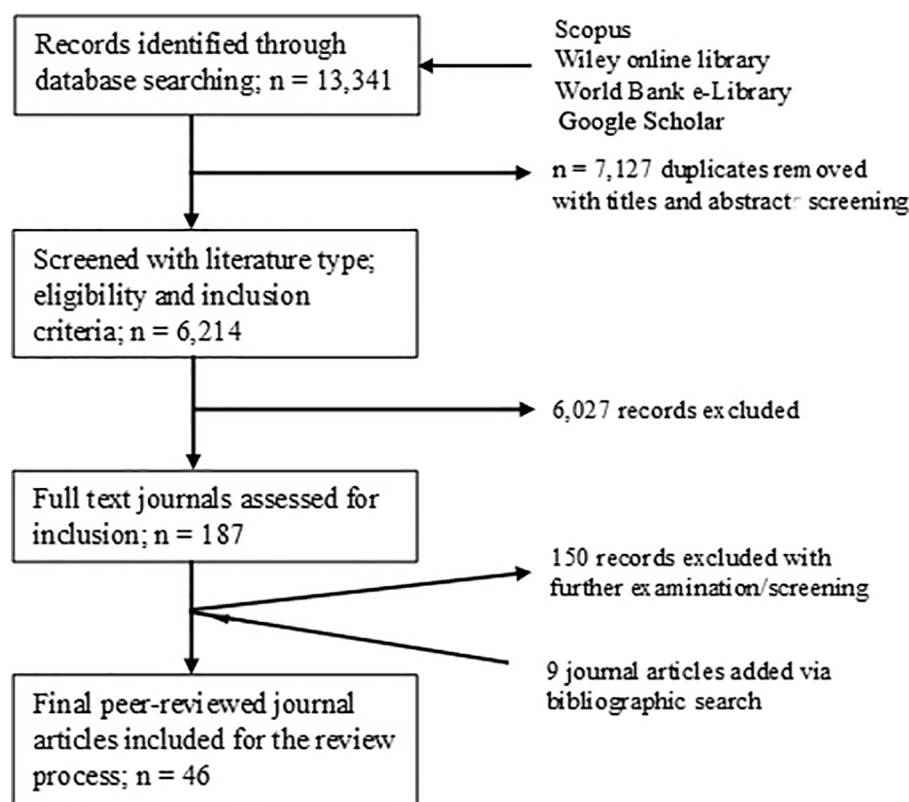 Records identified through
database searching; n = 13,341
Scopus
Wiley online library
World Bank e-Library
Google Scholar
n = 7,127 duplicates removed
with titles and abstracts screening
Screened with literature type;
eligibility and inclusion
criteria; n = 6,214
6,027 records excluded
Full text journals assessed for
inclusion; n = 187
150 records excluded with
further examination/screening
9 journal articles added via
bibliographic search
Final peer-reviewed journal
articles included for the review
process; n = 46